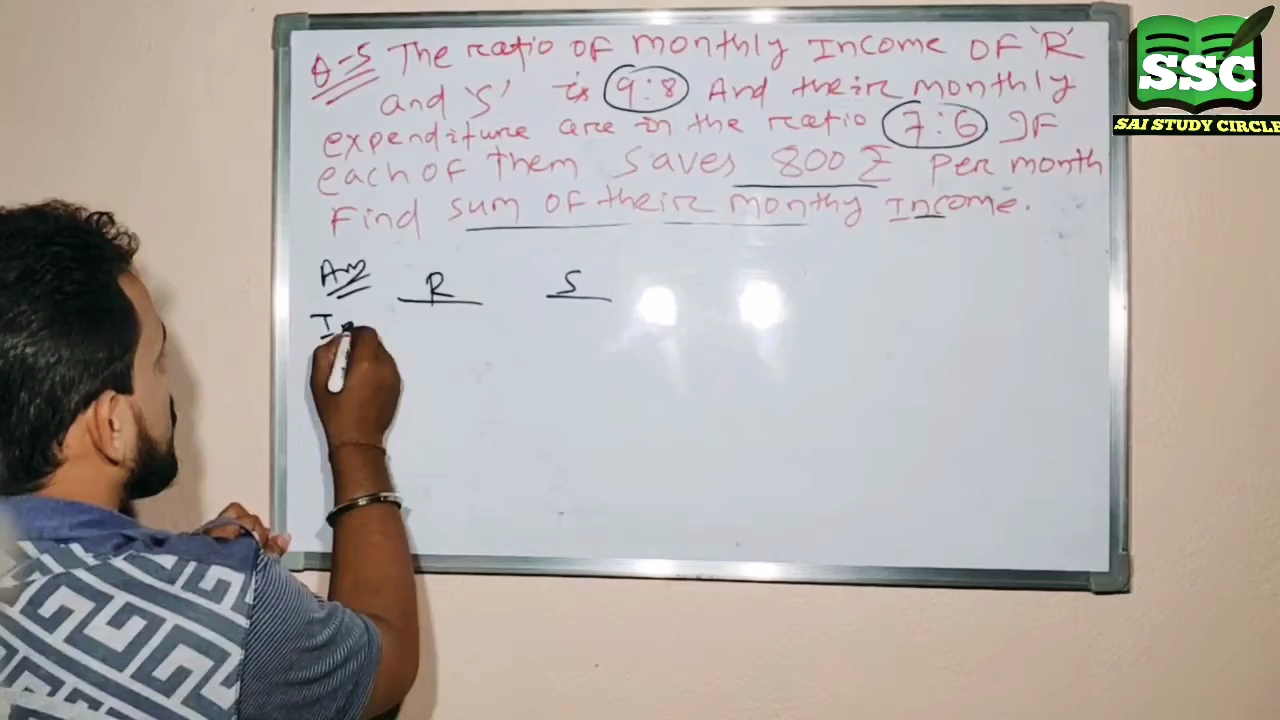 Q-5 The ratio OF monthly Income OF 'R'
and 'S' is 9:8 And their monthly
expenditure are in the ratio 7:6 IF
each of them saves 800 ₹ per month
Find sum of their monthy Income.
Ans R S
In
SSC
SAI STUDY CIRCLE